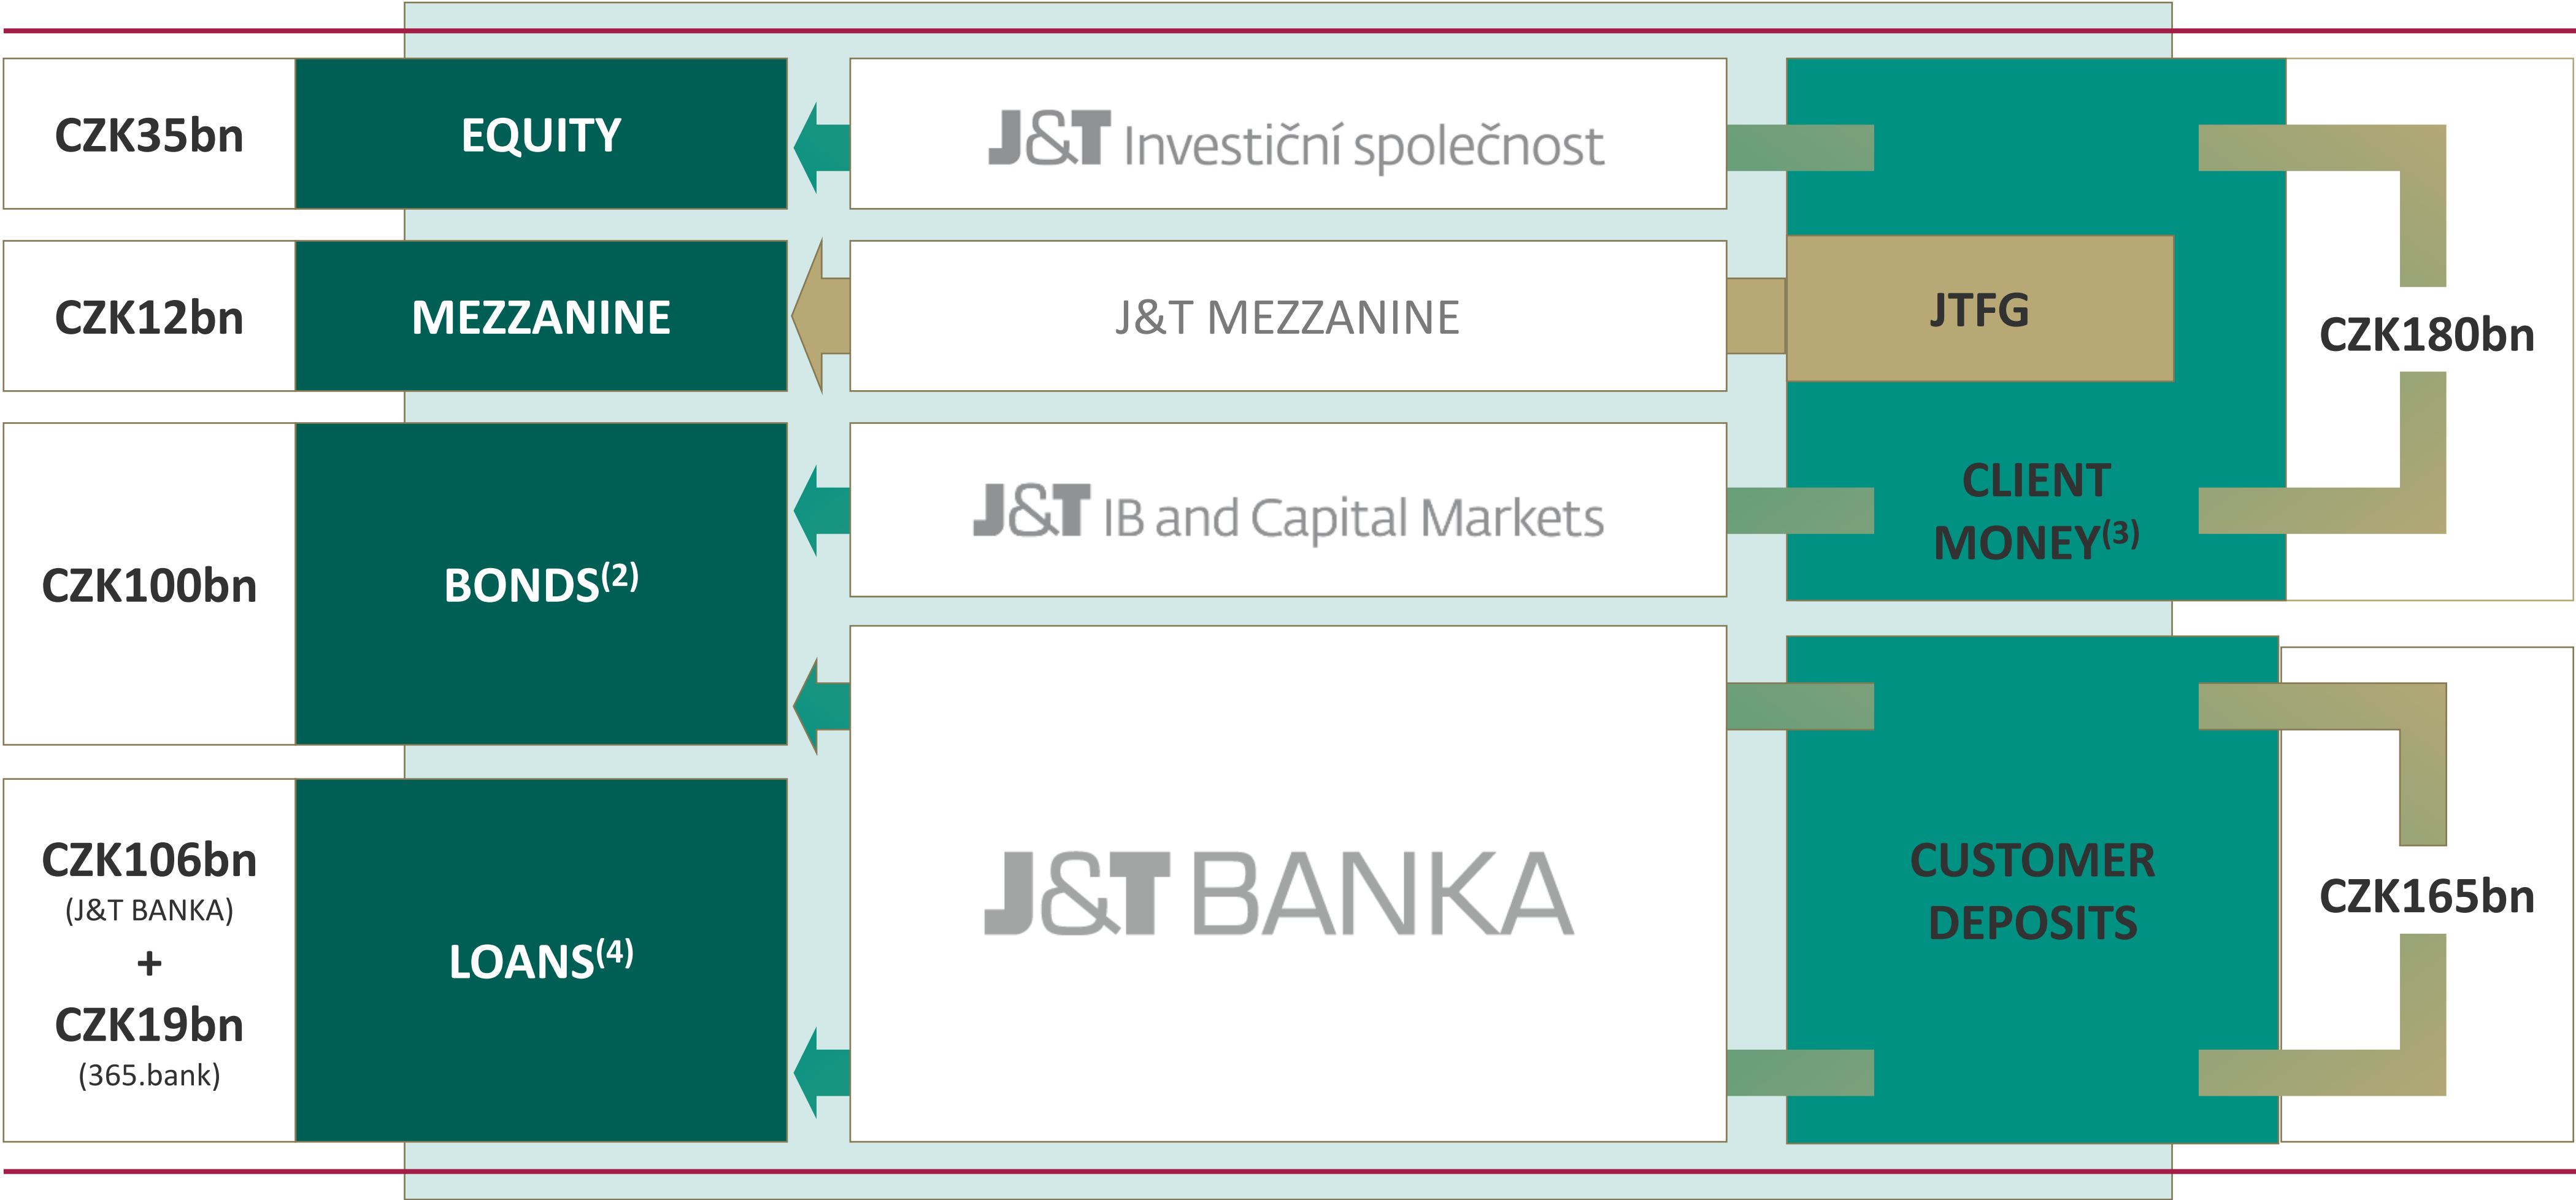 CZK35bn
EQUITY
J&T Investiční společnost
CZK12bn
MEZZANINE
J&T MEZZANINE
JTFG
CZK180bn
CZK100bn
BONDS(2)
J&T IB and Capital Markets
CLIENT
MONEY(3)
CZK106bn
(J&T BANKA)
+
CZK19bn
(365.bank)
LOANS(4)
J&T BANKA
CUSTOMER
DEPOSITS
CZK165bn